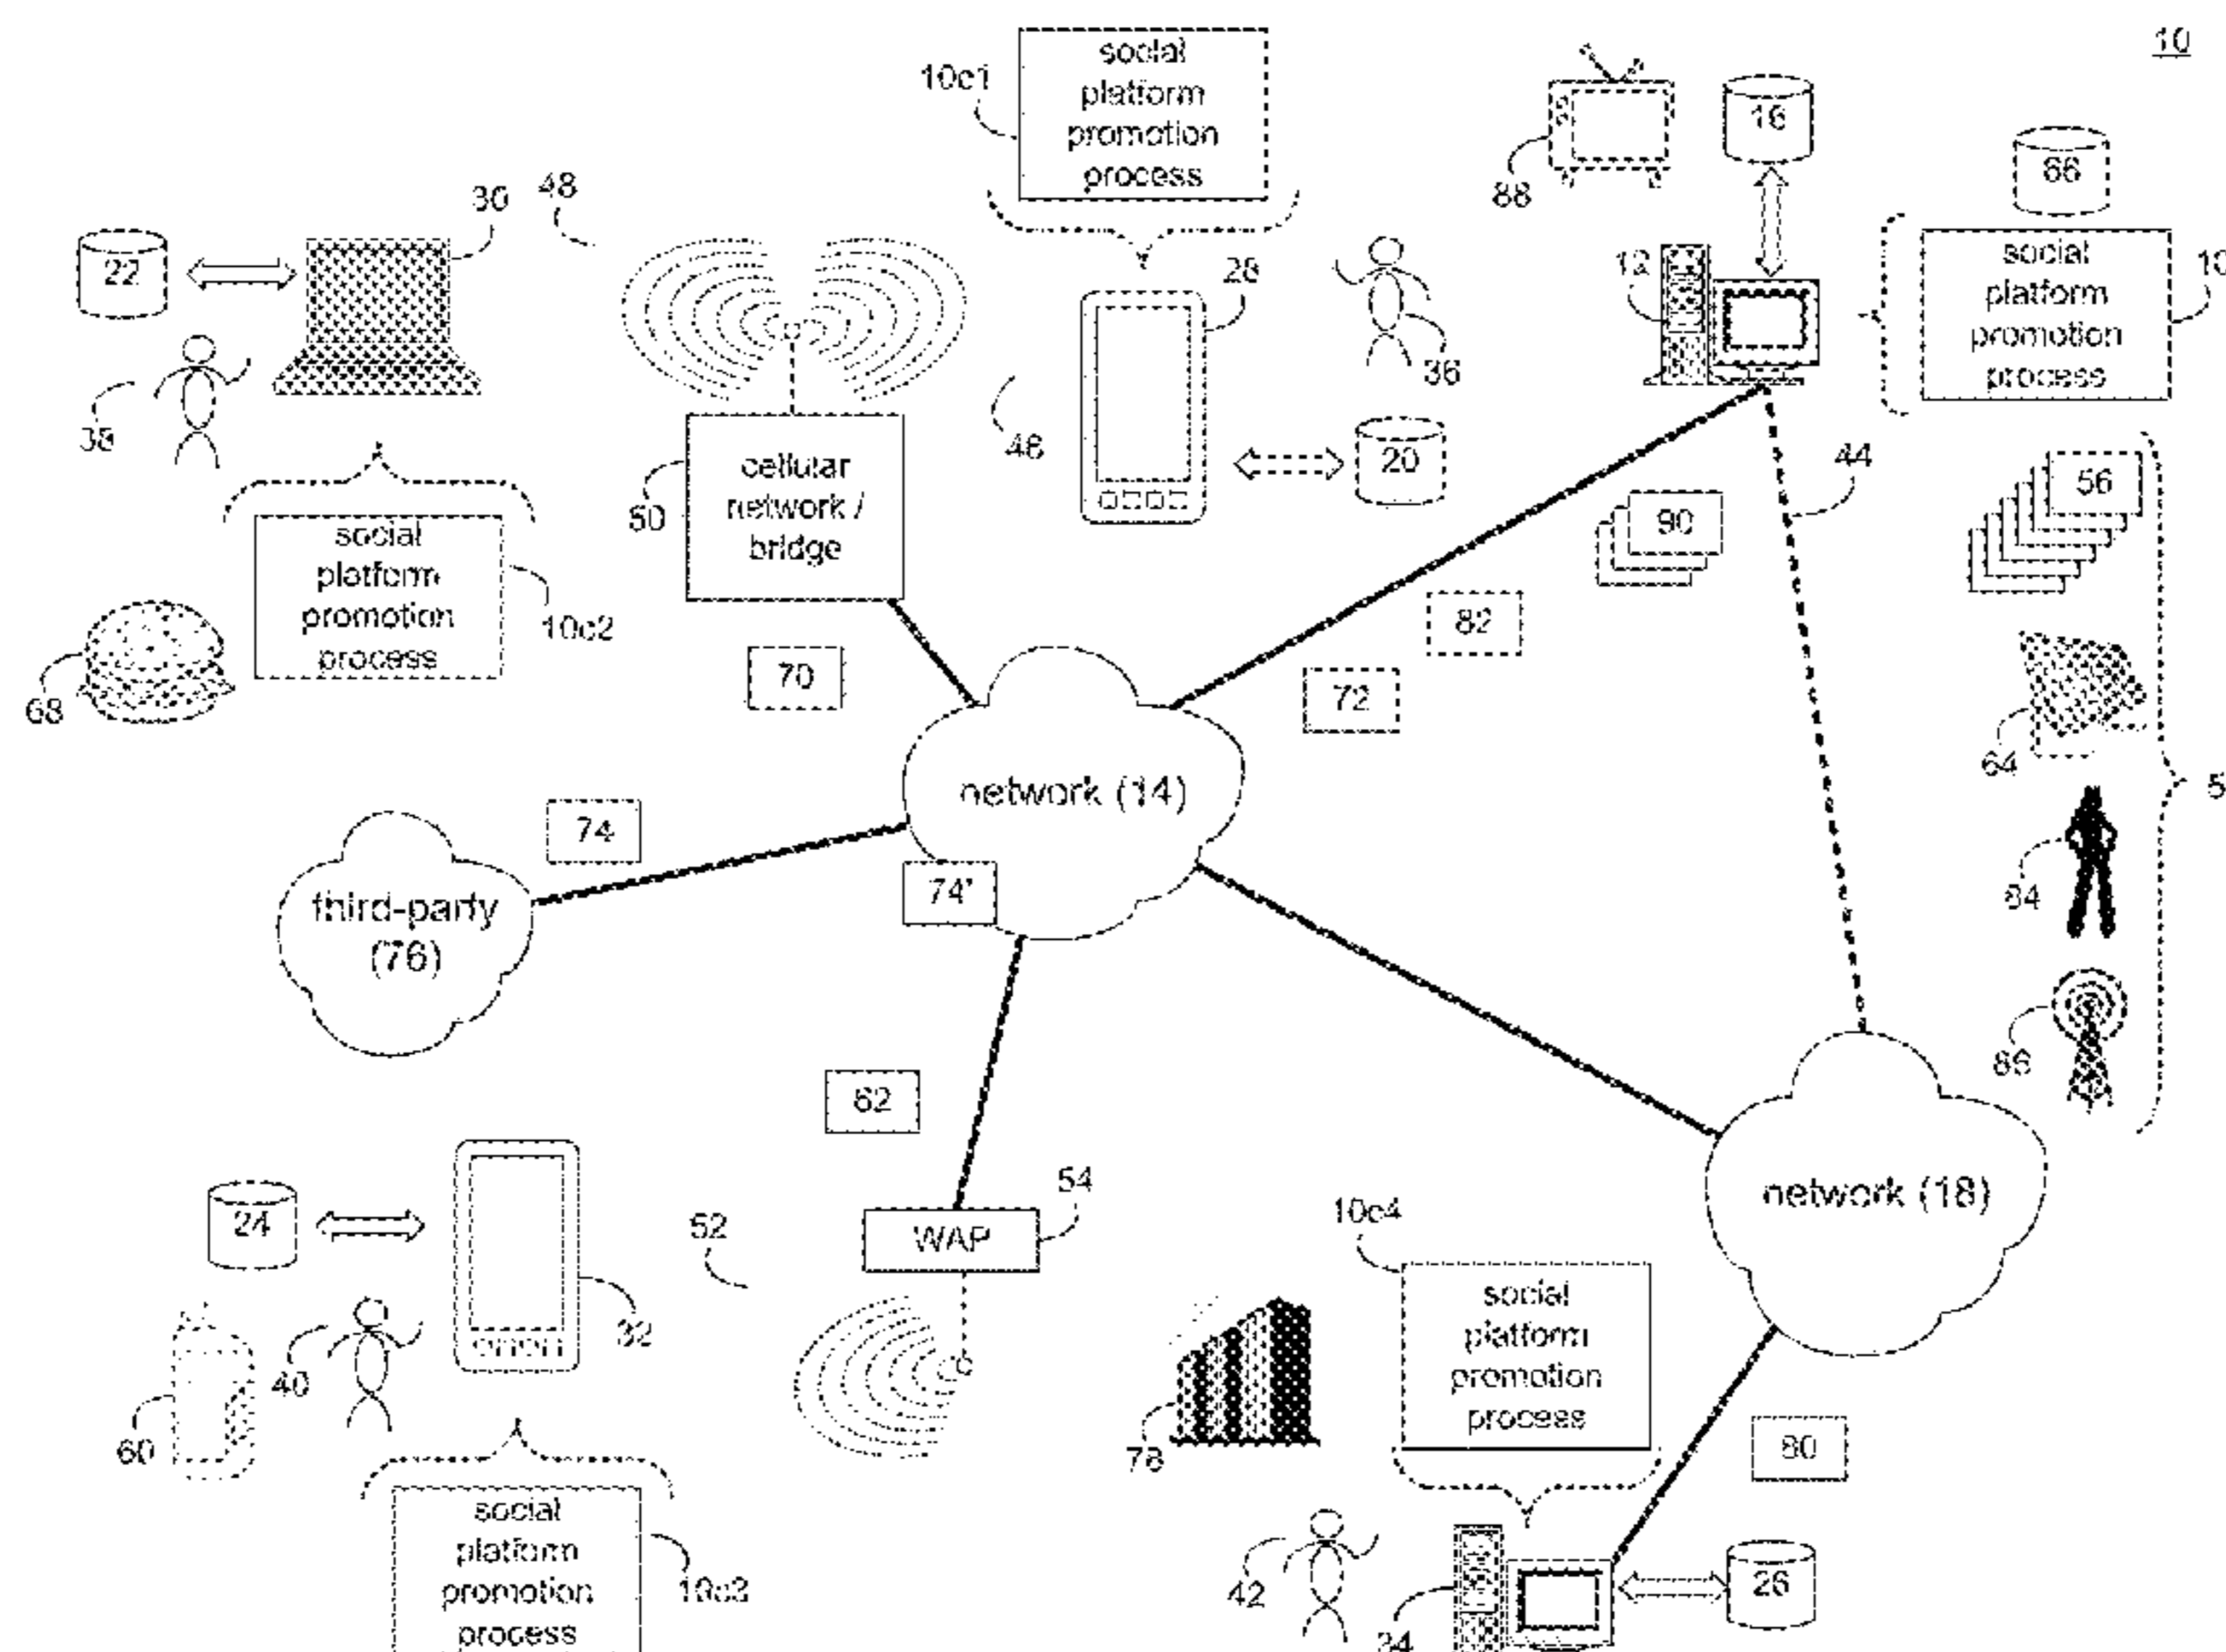 10
10c1
social
platform
promotion
process
88
16
66
12
social
platform
promotion
process
22
30
48
38
28
36
46
20
44
cellular
network /
bridge
50
social
platform
promotion
process
10c2
68
56
90
82
72
70
64
network (14)
74
74'
third-party
(76)
84
86
62
network (18)
24
54
WAP
52
32
40
60
10c4
social
platform
promotion
process
78
80
social
platform
promotion
process
10c3
42
34
26